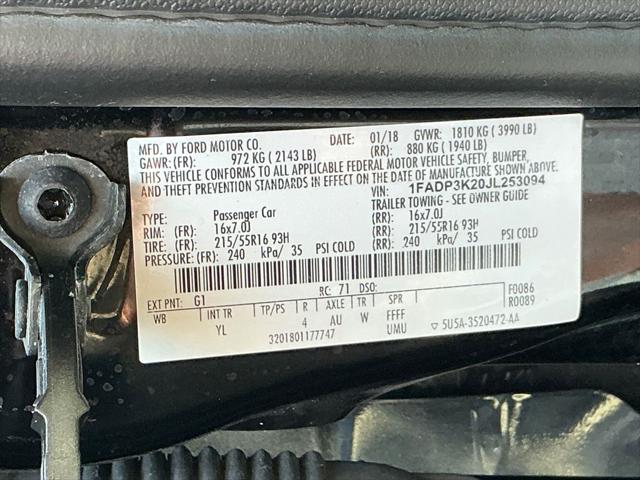 MFD. BY FORD MOTOR CO. DATE: 01/18 GVWR: 1810 KG ( 3990 LB)
GAWR: (FR): 972 KG ( 2143 LB) (RR): 880 KG ( 1940 LB)
THIS VEHICLE CONFORMS TO ALL APPLICABLE FEDERAL MOTOR VEHICLE SAFETY, BUMPER,
AND THEFT PREVENTION STANDARDS IN EFFECT ON THE DATE OF MANUFACTURE SHOWN ABOVE.
VIN: 1FADP3K20JL253094
TYPE: Passenger Car TRAILER TOWING - SEE OWNERS GUIDE
RIM: (FR): 16x7.0J (RR): 16x7.0J
TIRE: (FR): 215/55R16 93H (RR): 215/55R16 93H
PRESSURE: (FR): 240 kPa/ 35 PSI COLD (RR): 240 kPa/ 35 PSI COLD
EXT PNT: G1 RC: 71 DSO: F0086
WB INT TR TP/PS R AXLE TR SPR R0089
YL 4 AU W FFFF
3201801177747 UMU ▽ 5U5A-3520472-AA